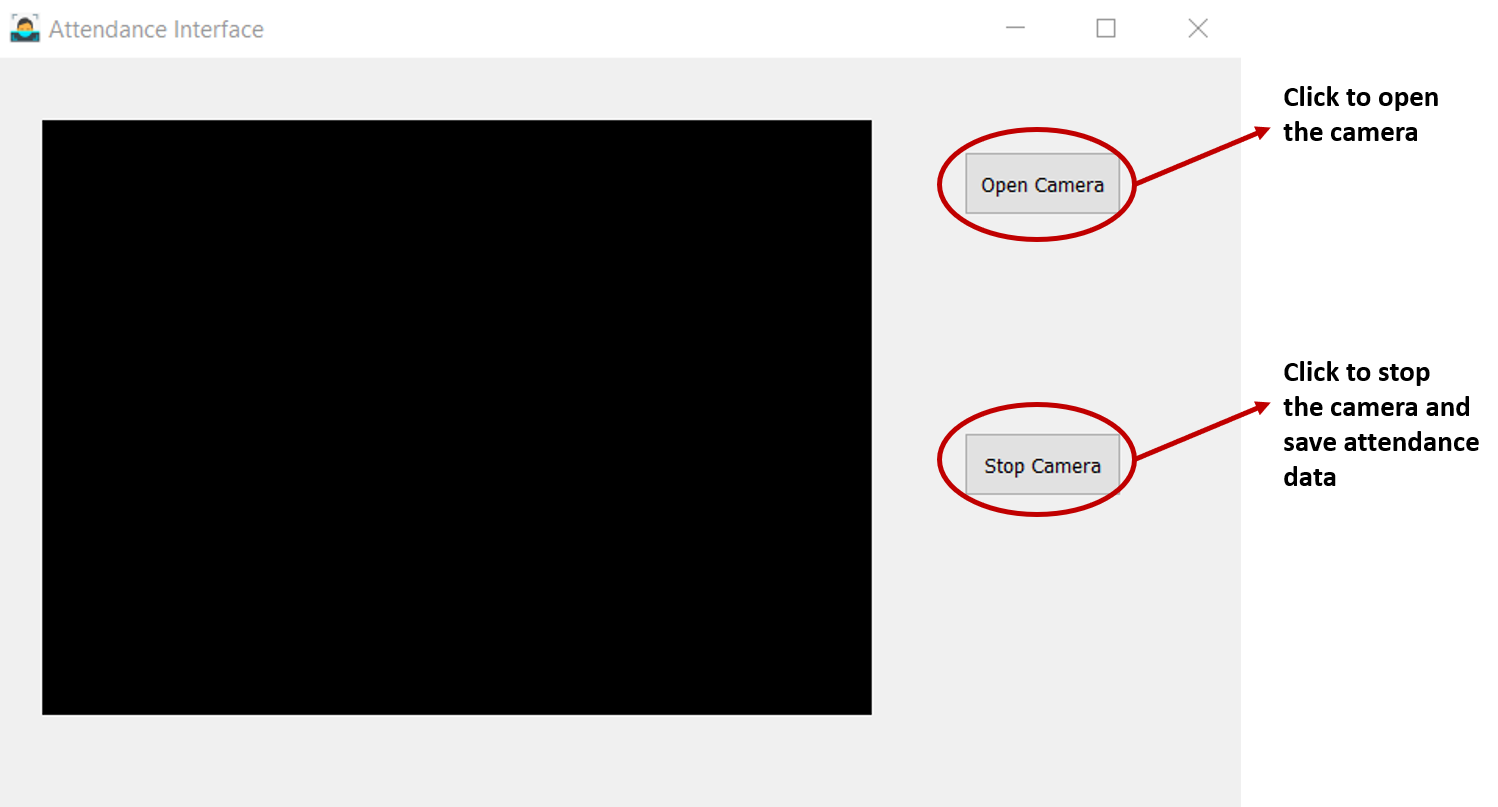 Attendance Interface
Click to open
the camera
Open Camera
Click to stop
the camera and
save attendance
data
Stop Camera